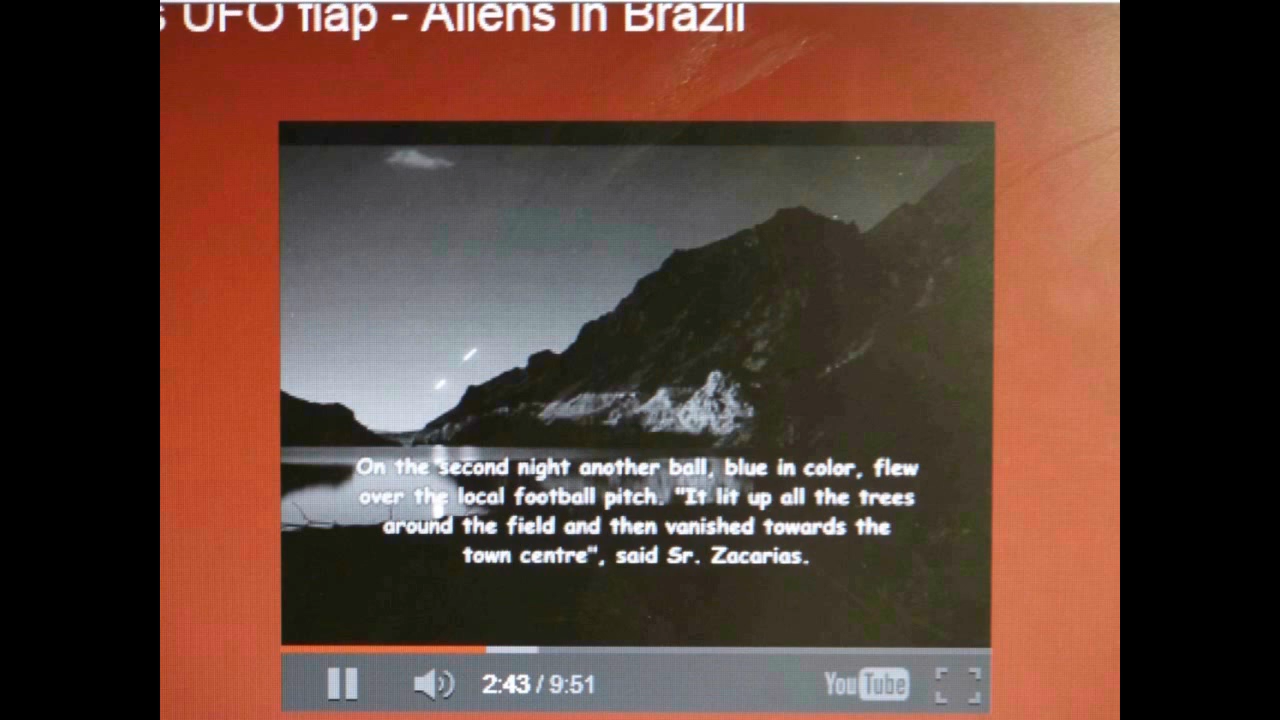 UFO flap - Aliens in Brazil
On the second night another ball, blue in color, flew
over the local football pitch. "It lit up all the trees
around the field and then vanished towards the
town centre", said Sr. Zacarias.
2:43 / 9:51
YouTube